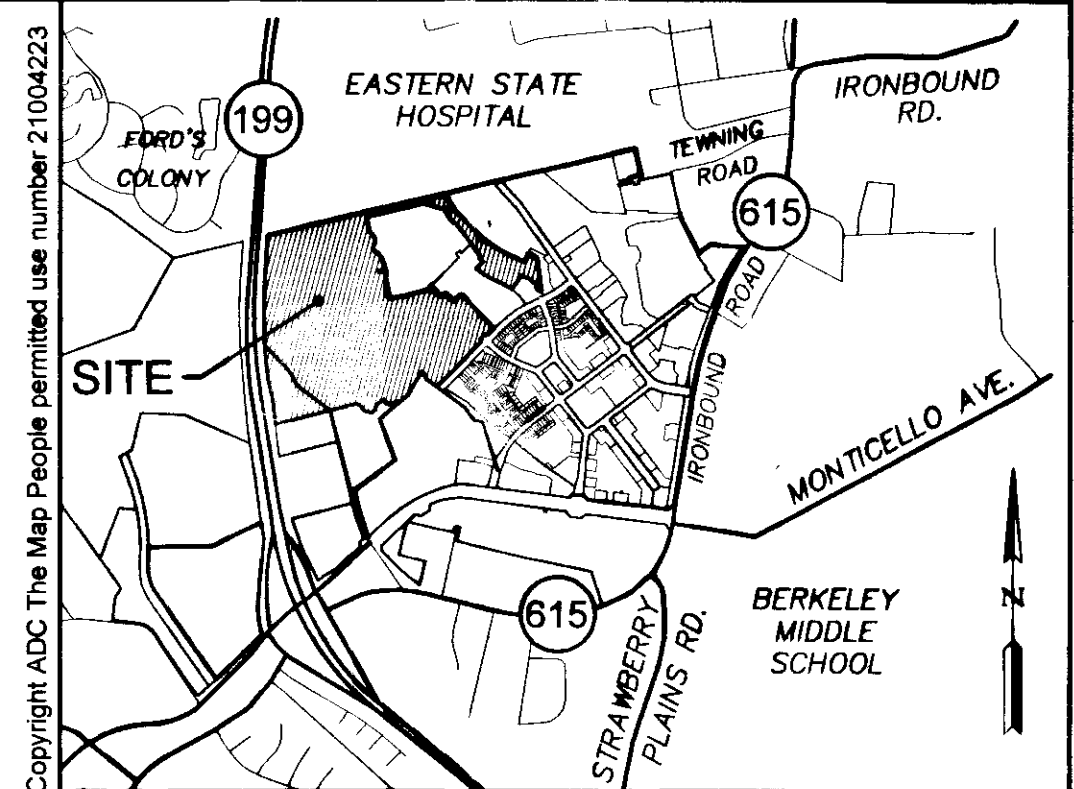 Copyright ADC The Map People permitted use number 21004223
EASTERN STATE
HOSPITAL
IRONBOUND
RD.
199
FORD'S
COLONY
TEWNING
ROAD
615
SITE
IRONBOUND
ROAD
MONTICELLO AVE.
615
STRAWBERRY
PLAINS RD.
BERKELEY
MIDDLE
SCHOOL
N